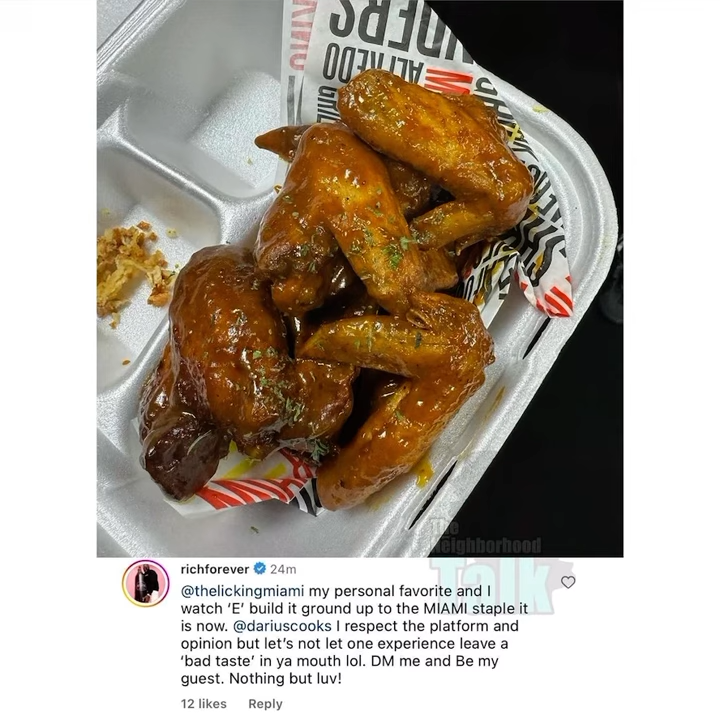 ALFREDO
The
Neighborhood
Talk
richforever 24m
@thelickingmiami my personal favorite and I
watch ‘E’ build it ground up to the MIAMI staple it
is now. @dariuscooks I respect the platform and
opinion but let’s not let one experience leave a
‘bad taste’ in ya mouth lol. DM me and Be my
guest. Nothing but luv!
12 likes Reply